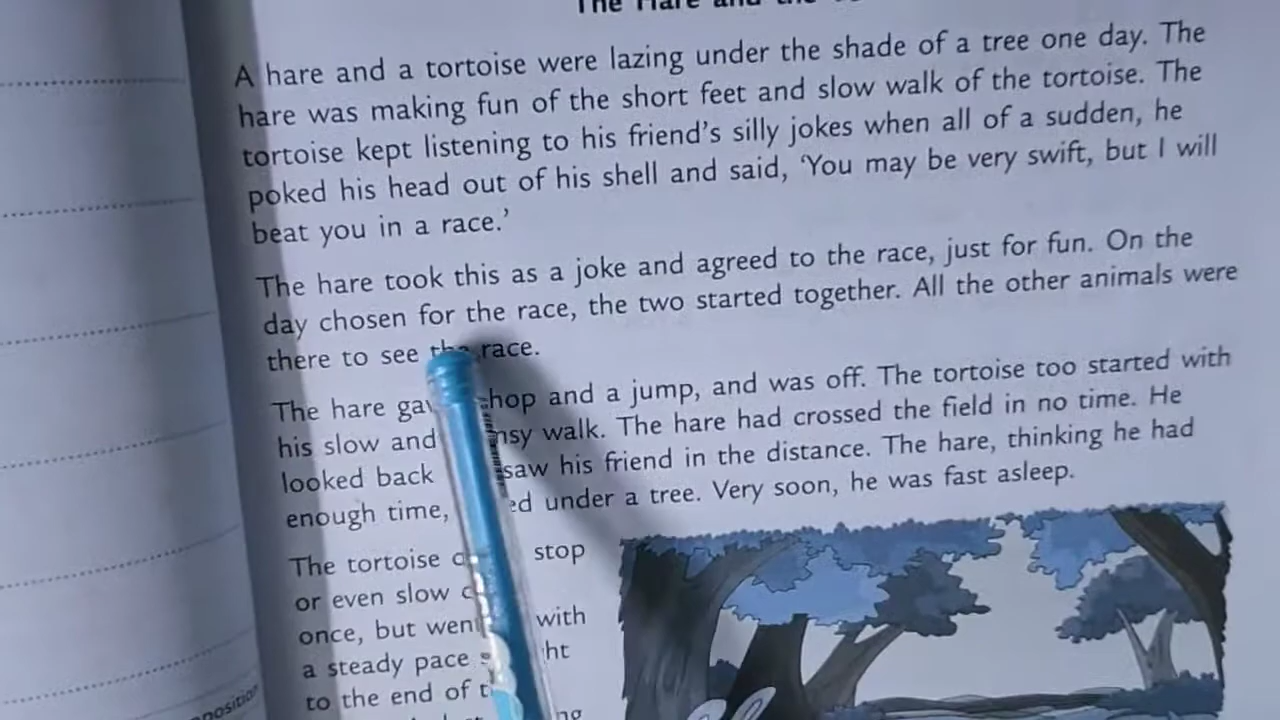 The Hare and the
A hare and a tortoise were lazing under the shade of a tree one day. The
hare was making fun of the short feet and slow walk of the tortoise. The
tortoise kept listening to his friend's silly jokes when all of a sudden, he
poked his head out of his shell and said, ‘You may be very swift, but I will
beat you in a race.’
The hare took this as a joke and agreed to the race, just for fun. On the
day chosen for the race, the two started together. All the other animals were
there to see the race.
The hare hop and a jump, and was off. The tortoise too started with
his slow and walk. The hare had crossed the field in no time. He
looked back saw his friend in the distance. The hare, thinking he had
enough time, under a tree. Very soon, he was fast asleep.
The tortoise stop
or even slow
once, but with
a steady pace
to the end of